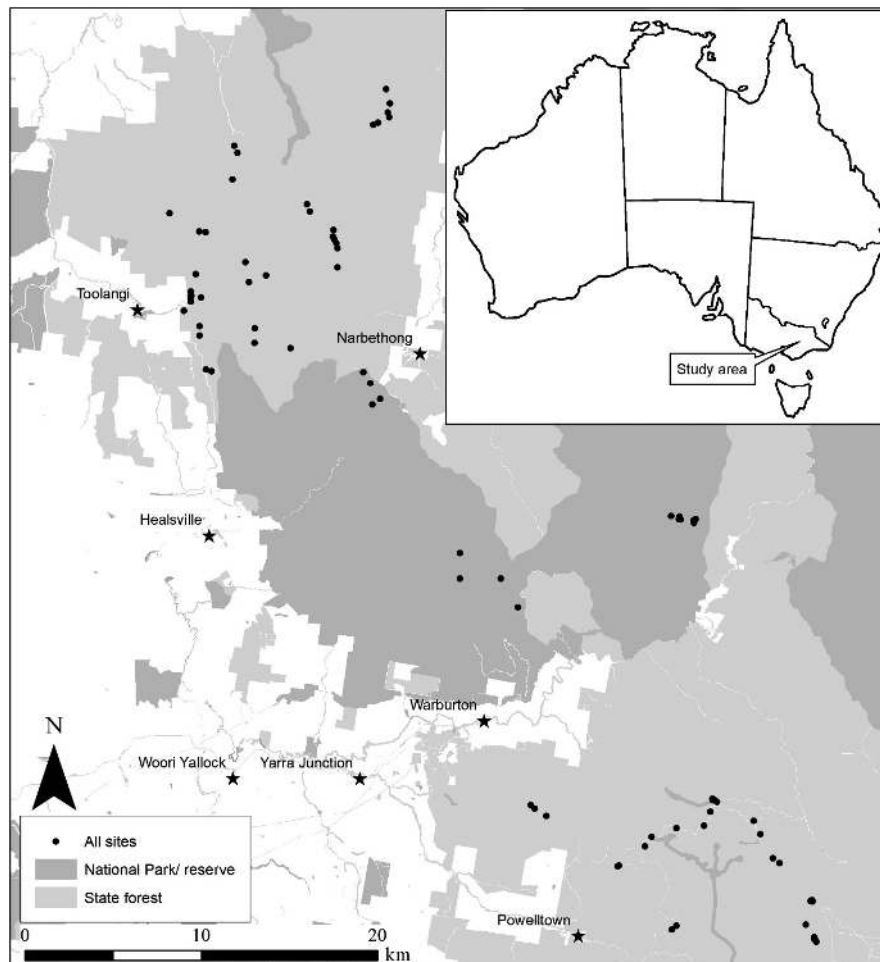 Study area
Toolangi
Narbethong
Healsville
Warburton
N
Woori Yallock
Yarra Junction
All sites
National Park/ reserve
State forest
Powelltown
0 10 20
km